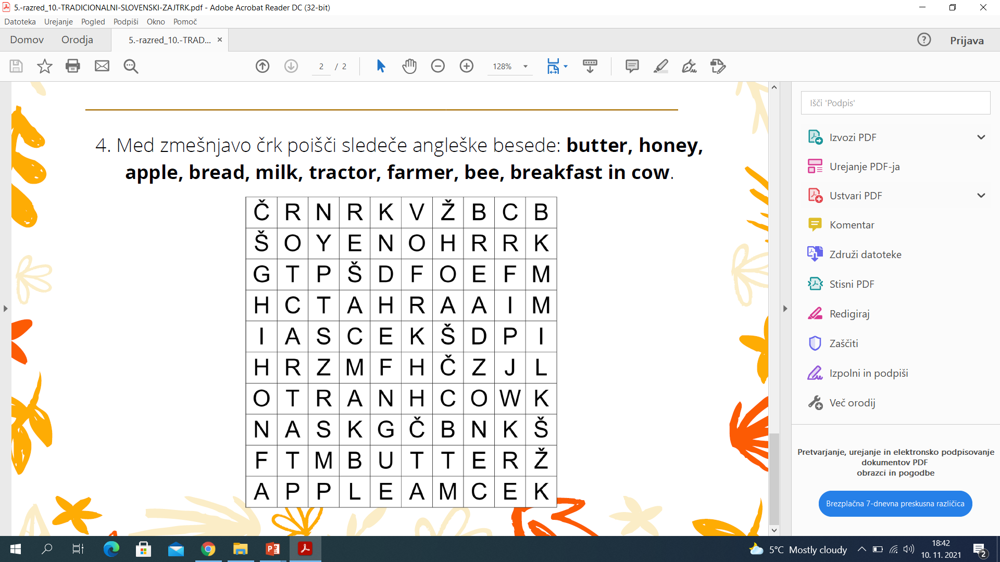 5.-razred_10.-TRADICIONALNI-SLOVENSKI-ZAJTRK.pdf - Adobe Acrobat Reader DC (32-bit)
Datoteka Urejanje Pogled Podpiši Okno Pomoč
Domov Orodja 5.-razred_10.-TRAD... × ? Prijava
2 / 2 128%
4. Med zmešnjavo črk poišči sledeče angleške besede: butter, honey,
apple, bread, milk, tractor, farmer, bee, breakfast in cow.
Č R N R K V Ž B C B
Š O Y E N O H R R K
G T P Š D F O E F M
H C T A H R A A I M
I A S C E K Š D P I
H R Z M F H Č Z J L
O T R A N H C O W K
N A S K G Č B N K Š
F T M B U T T E R Ž
A P P L E A M C E K
Išči 'Podpis'
Izvozi PDF
Urejanje PDF-ja
Ustvari PDF
Komentar
Združi datoteke
Stisni PDF
Redigiraj
Zaščiti
Izpolni in podpiši
Več orodij
Pretvarjanje, urejanje in elektronsko podpisovanje
dokumentov PDF
obrazci in pogodbe
Brezplačna 7-dnevna preskusna različica
5°C Mostly cloudy
18:42
10. 11. 2021
2